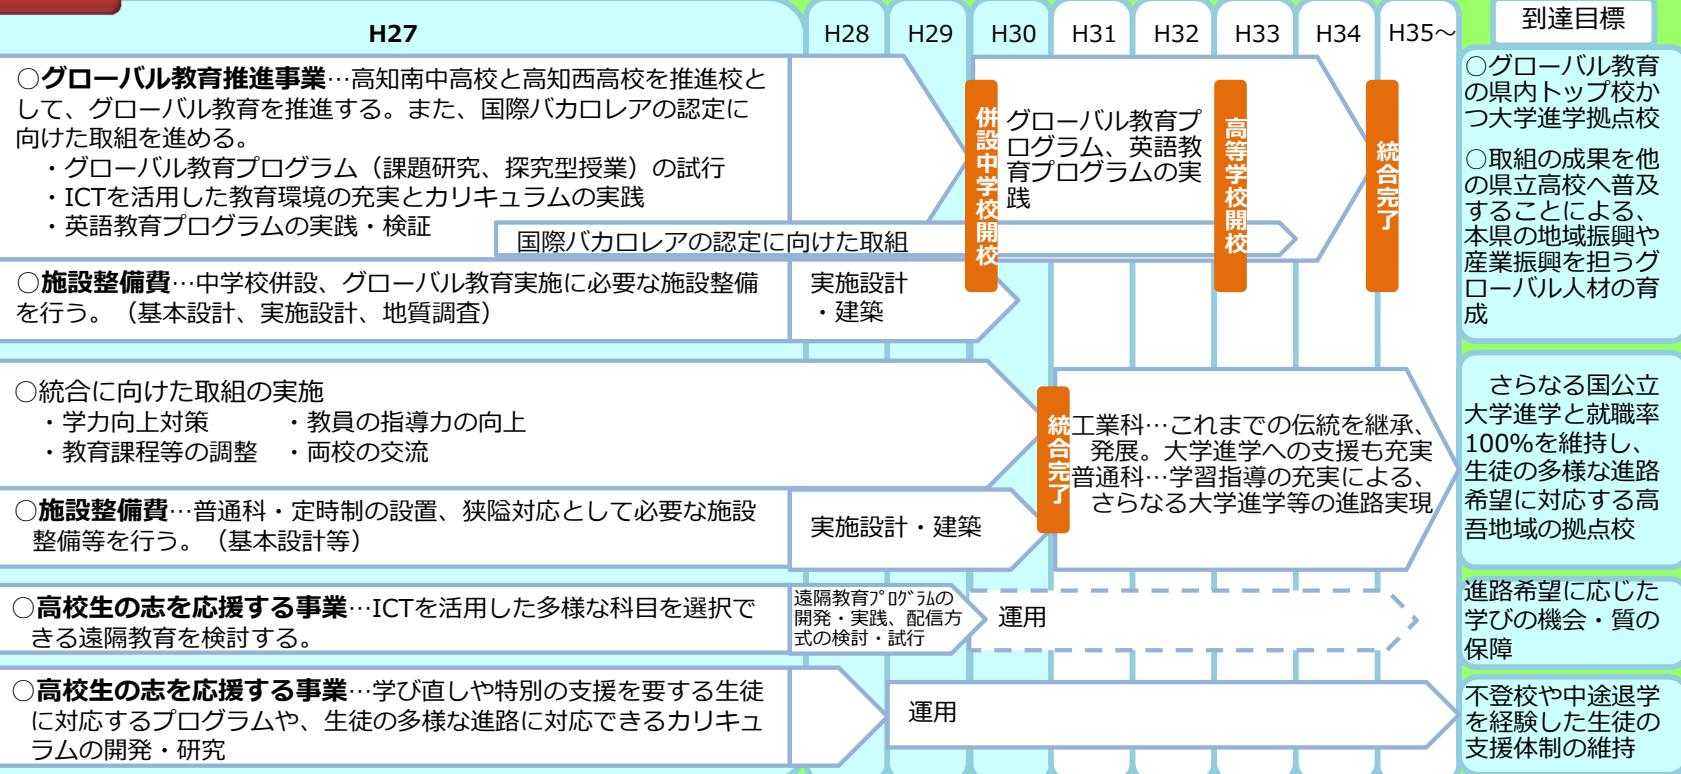 H27
H28
H29
H30
H31
H32
H33
H34
H35～
到達目標
○グローバル教育推進事業…高知南中高校と高知西高校を推進校と
して、グローバル教育を推進する。また、国際バカロレアの認定に
向けた取組を進める。
・グローバル教育プログラム（課題研究、探究型授業）の試行
・ICTを活用した教育環境の充実とカリキュラムの実践
・英語教育プログラムの実践・検証
国際バカロレアの認定に向けた取組
併設中学校開校
グローバル教育プ
ログラム、英語教
育プログラムの実
践
高等学校開校
統合完了
○グローバル教育
の県内トップ校か
つ大学進学拠点校
○取組の成果を他
の県立高校へ普及
することによる、
本県の地域振興や
産業振興を担うグ
ローバル人材の育
成
○施設整備費…中学校併設、グローバル教育実施に必要な施設整備
を行う。（基本設計、実施設計、地質調査）
実施設計
・建築
○統合に向けた取組の実施
・学力向上対策　　　・教員の指導力の向上
・教育課程等の調整　・両校の交流
統合完了
工業科…これまでの伝統を継承、
発展。大学進学への支援も充実
普通科…学習指導の充実による、
さらなる大学進学等の進路実現
さらなる国公立
大学進学と就職率
100%を維持し、
生徒の多様な進路
希望に対応する高
吾地域の拠点校
○施設整備費…普通科・定時制の設置、狭隘対応として必要な施設
整備等を行う。（基本設計等）
実施設計・建築
○高校生の志を応援する事業…ICTを活用した多様な科目を選択で
きる遠隔教育を検討する。
遠隔教育ﾌﾟﾛｸﾞﾗﾑの
開発・実践、配信方
式の検討・試行
運用
進路希望に応じた
学びの機会・質の
保障
○高校生の志を応援する事業…学び直しや特別の支援を要する生徒
に対応するプログラムや、生徒の多様な進路に対応できるカリキュ
ラムの開発・研究
運用
不登校や中途退学
を経験した生徒の
支援体制の維持